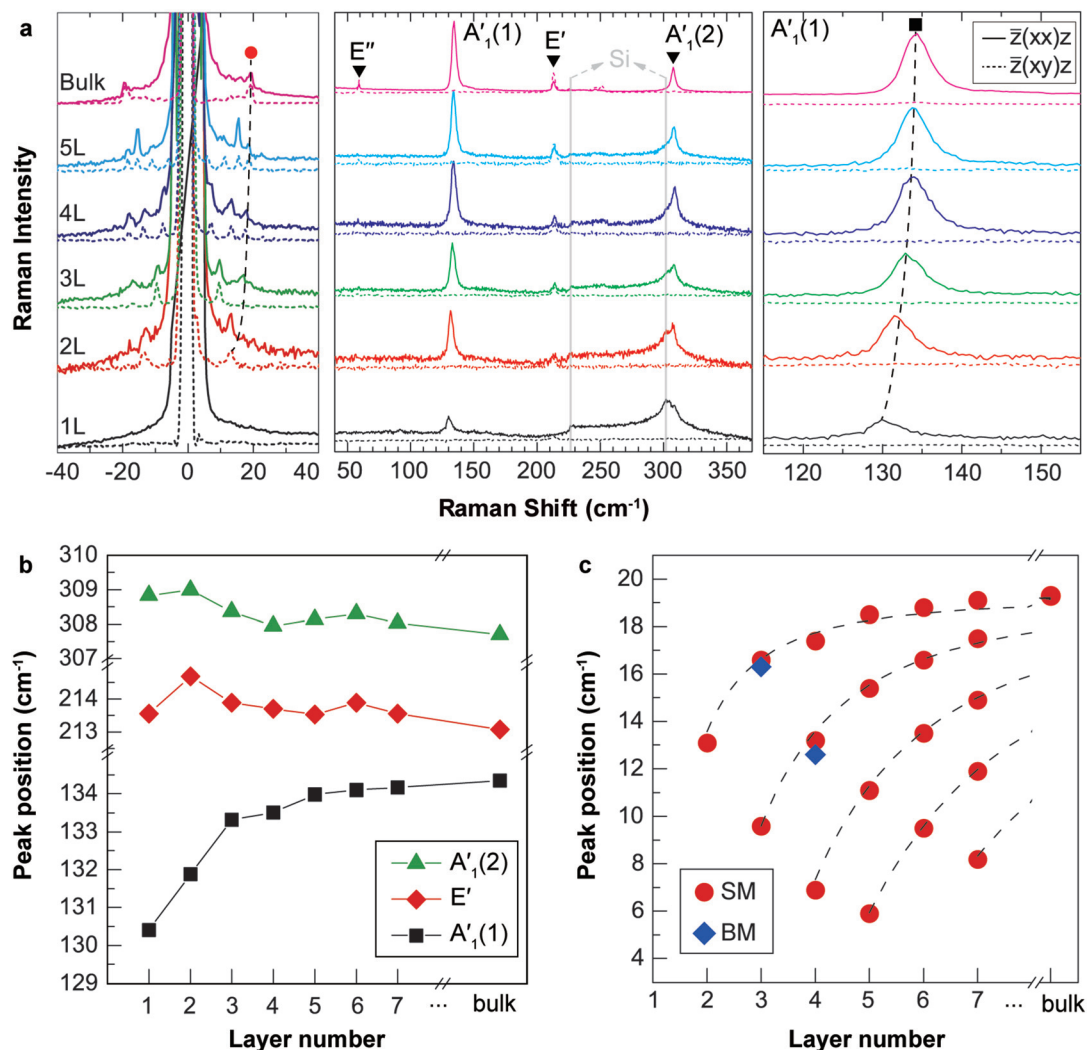 a
Bulk
5L
4L
3L
2L
1L
E″
A′₁(1)
E′
Si
A′₁(2)
A′₁(1)
z̄(xx)z
z̄(xy)z
Raman Intensity
-40 -20 0 20 40
50 100 150 200 250 300 350
120 130 140 150
Raman Shift (cm⁻¹)
b
310
309
308
307
214
213
134
133
132
131
130
129
Peak position (cm⁻¹)
A′₁(2)
E′
A′₁(1)
1 2 3 4 5 6 7 ... bulk
Layer number
c
20
18
16
14
12
10
8
6
4
Peak position (cm⁻¹)
SM
BM
1 2 3 4 5 6 7 ... bulk
Layer number